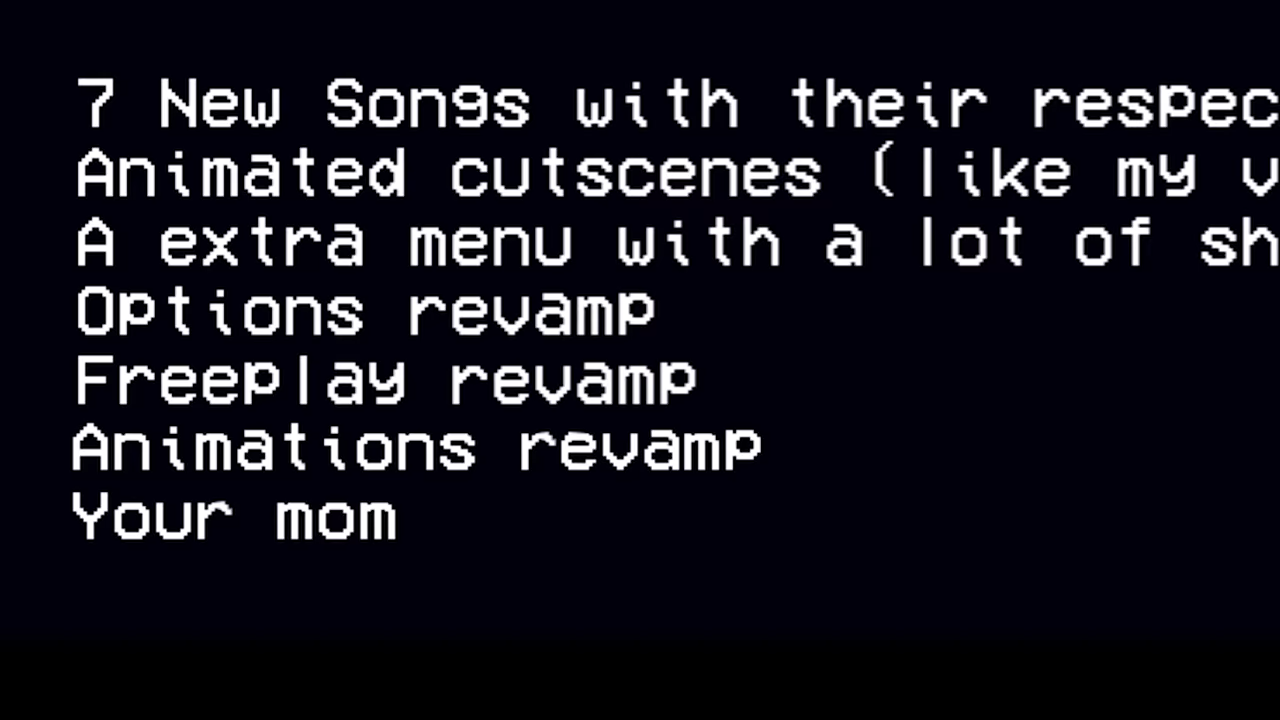 7 New Songs with their respec
Animated cutscenes (like my v
A extra menu with a lot of sh
Options revamp
Freeplay revamp
Animations revamp
Your mom